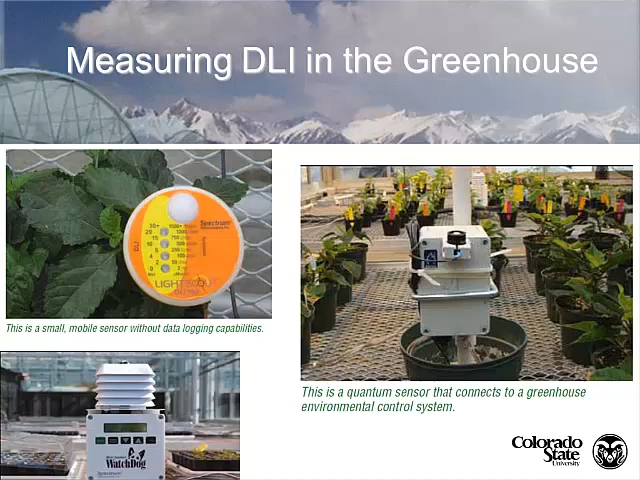 Measuring DLI in the Greenhouse
Spectrum
LIGHTSCOUT
This is a small, mobile sensor without data logging capabilities.
This is a quantum sensor that connects to a greenhouse
environmental control system.
WatchDog
Spectrum
Colorado
State
University